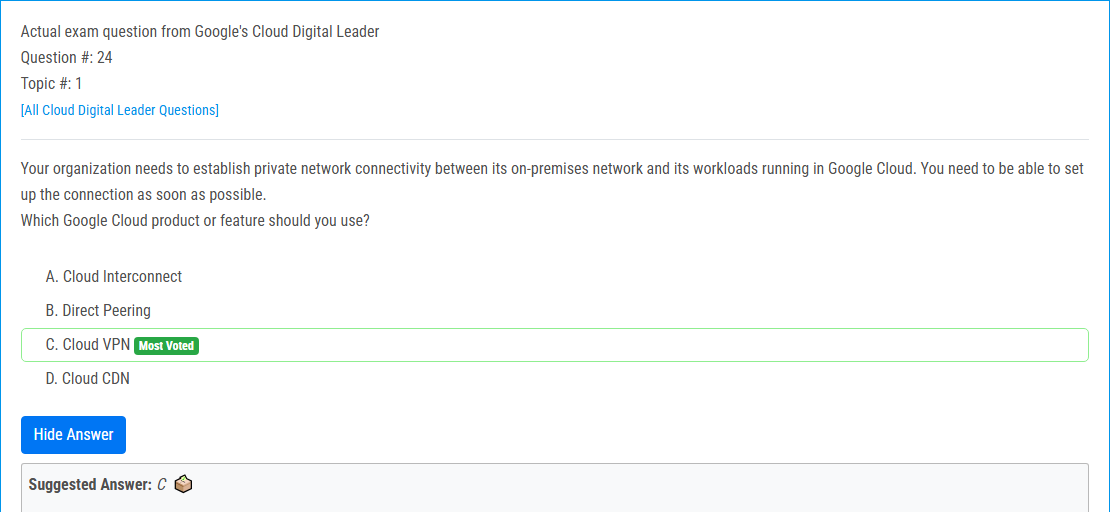 Actual exam question from Google's Cloud Digital Leader
Question #: 24
Topic #: 1
[All Cloud Digital Leader Questions]
Your organization needs to establish private network connectivity between its on-premises network and its workloads running in Google Cloud. You need to be able to set
up the connection as soon as possible.
Which Google Cloud product or feature should you use?
A. Cloud Interconnect
B. Direct Peering
C. Cloud VPN Most Voted
D. Cloud CDN
Hide Answer
Suggested Answer: C